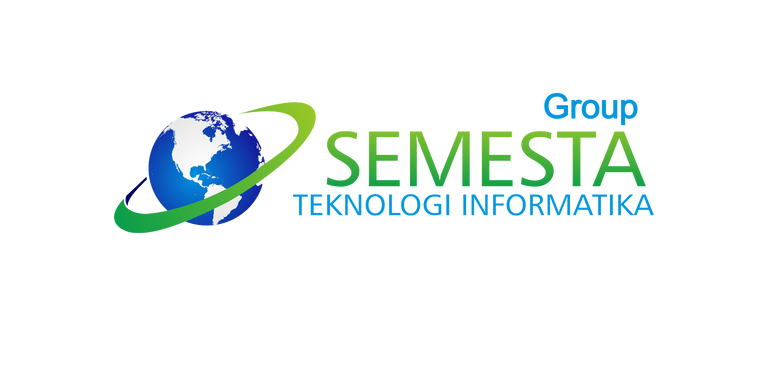 Group
SEMESTA
TEKNOLOGI INFORMATIKA